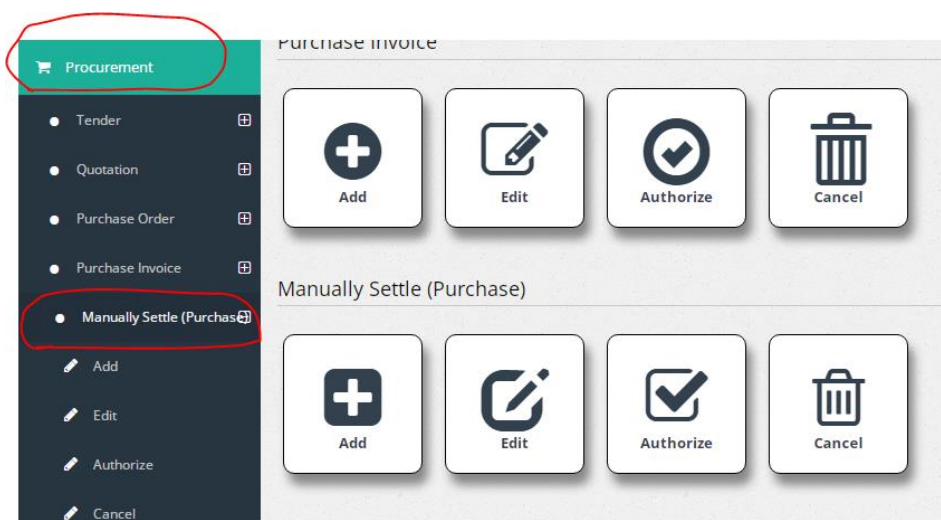 Procurement
Tender
Quotation
Purchase Order
Purchase Invoice
Manually Settle (Purchase)
Add
Edit
Authorize
Cancel
Purchase Invoice
Add
Edit
Authorize
Cancel
Manually Settle (Purchase)
Add
Edit
Authorize
Cancel